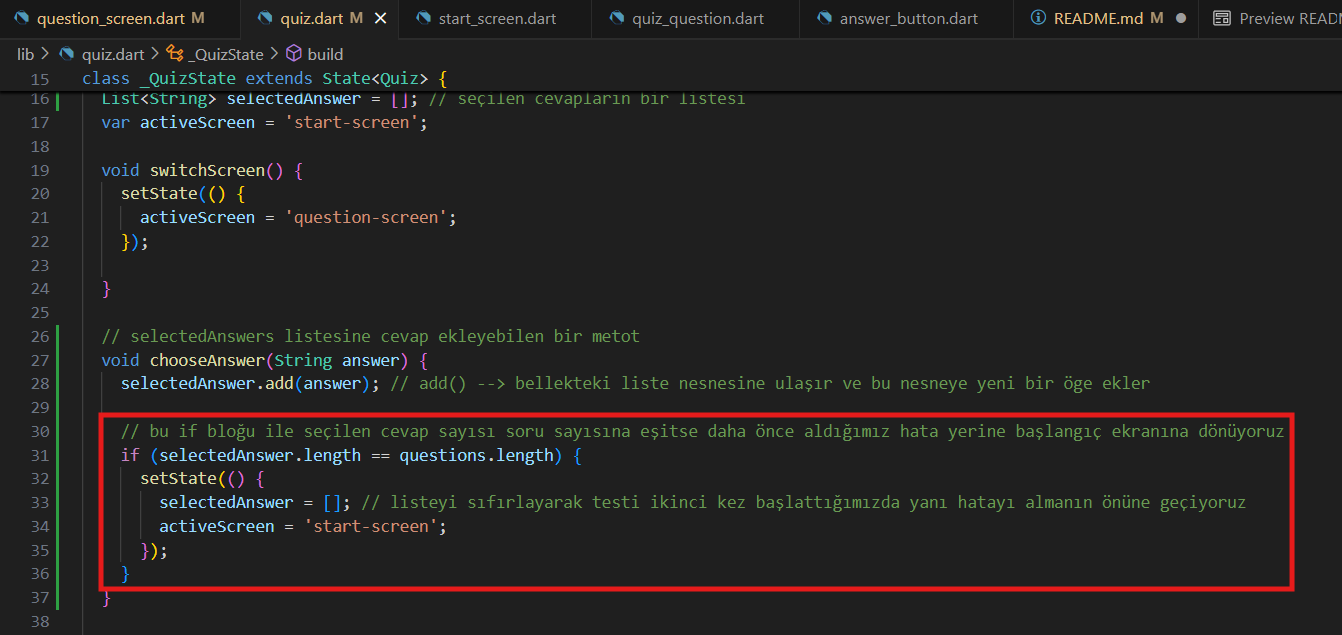 question_screen.dart M quiz.dart M start_screen.dart quiz_question.dart answer_button.dart README.md M Preview READ
lib > quiz.dart > _QuizState > build
15 class _QuizState extends State<Quiz> {
16 List<String> selectedAnswer = []; // seçilen cevapların bir listesi
17 var activeScreen = 'start-screen';
18
19 void switchScreen() {
20 setState(() {
21 activeScreen = 'question-screen';
22 });
23
24 }
25
26 // selectedAnswers listesine cevap ekleyebilen bir metot
27 void chooseAnswer(String answer) {
28 selectedAnswer.add(answer); // add() --> bellekteki liste nesnesine ulaşır ve bu nesneye yeni bir öge ekler
29
30 // bu if bloğu ile seçilen cevap sayısı soru sayısına eşitse daha önce aldığımız hata yerine başlangıç ekranına dönüyoruz
31 if (selectedAnswer.length == questions.length) {
32 setState(() {
33 selectedAnswer = []; // listeyi sıfırlayarak testi ikinci kez başlattığımızda yanı hatayı almanın önüne geçiyoruz
34 activeScreen = 'start-screen';
35 });
36 }
37 }
38